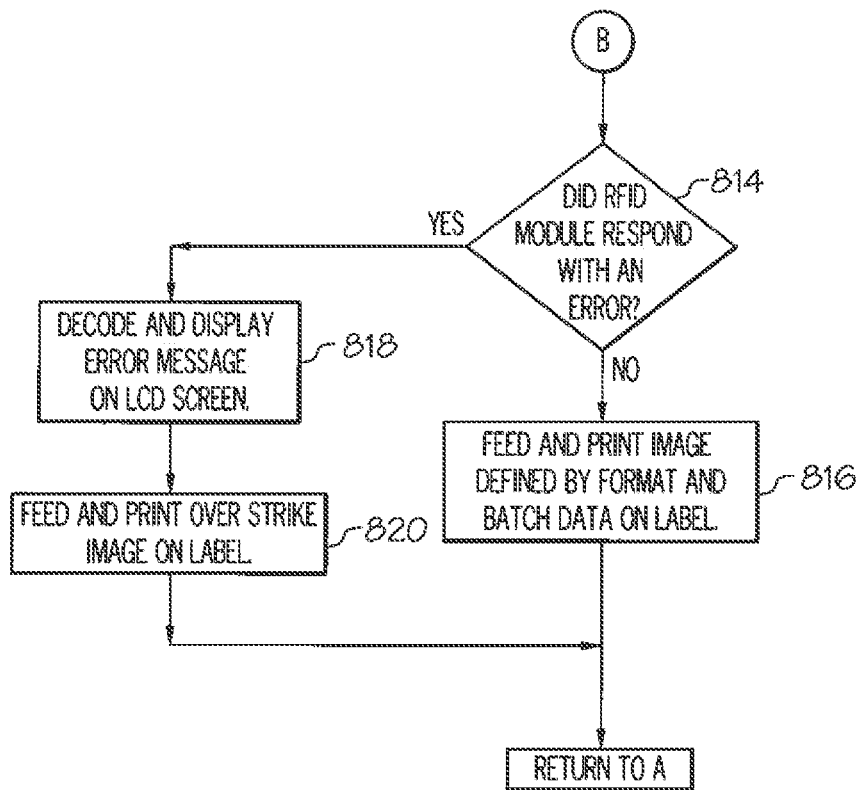 B
DID RFID
MODULE RESPOND
WITH AN
ERROR?
814
YES
NO
DECODE AND DISPLAY
ERROR MESSAGE
ON LCD SCREEN.
818
FEED AND PRINT IMAGE
DEFINED BY FORMAT AND
BATCH DATA ON LABEL.
816
FEED AND PRINT OVER STRIKE
IMAGE ON LABEL.
820
RETURN TO A